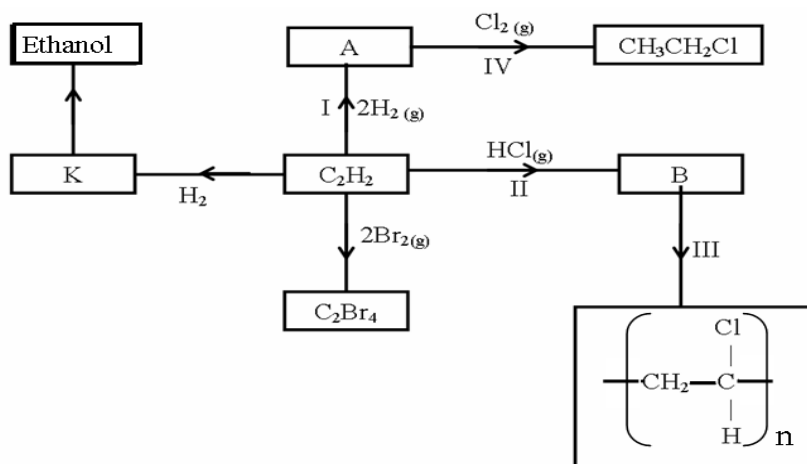 Ethanol
A
Cl₂ (g)
IV
CH₃CH₂Cl
I
2H₂ (g)
K
H₂
C₂H₂
HCl(g)
II
B
2Br₂(g)
III
C₂Br₄
Cl
CH₂ C
H
n